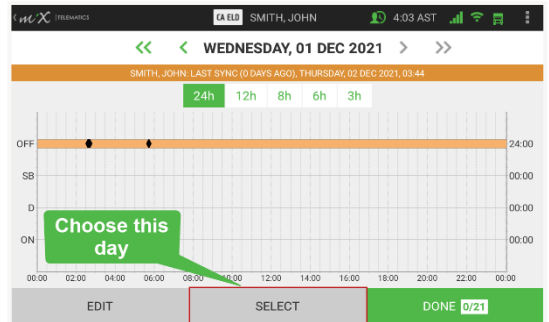 MiX TELEMATICS CA ELD SMITH, JOHN 4:03 AST
<< < WEDNESDAY, 01 DEC 2021 > >>
SMITH, JOHN: LAST SYNC (0 DAYS AGO), THURSDAY, 02 DEC 2021, 03:44
24h 12h 8h 6h 3h
OFF 24:00
SB 00:00
D 00:00
ON 00:00
Choose this
day
00:00 02:00 04:00 06:00 08:00 10:00 12:00 14:00 16:00 18:00 20:00 22:00 00:00
EDIT SELECT DONE 0/21